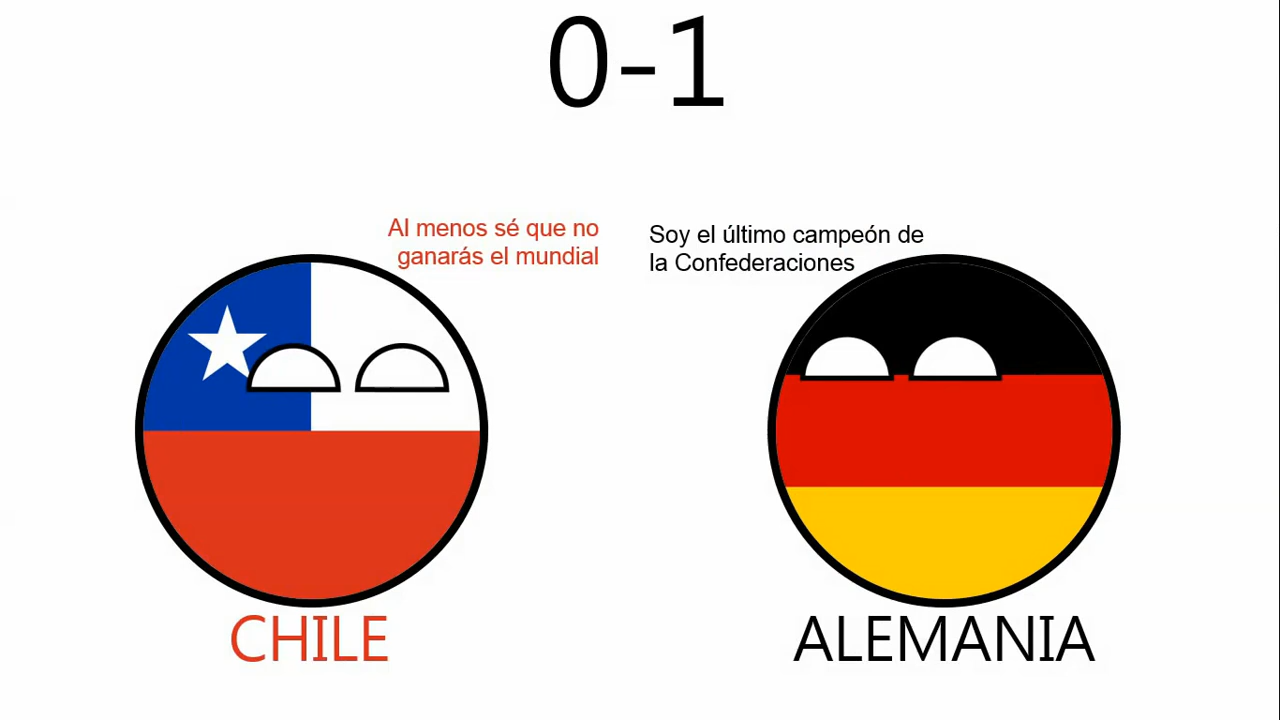 0-1
Al menos sé que no
ganarás el mundial
Soy el último campeón de
la Confederaciones
CHILE
ALEMANIA